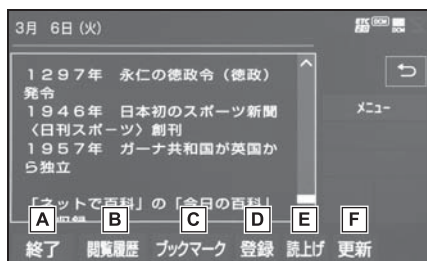 3月 6日(火)
ETC DCM DCM
1297年 永仁の徳政令(徳政)
発令
1946年 日本初のスポーツ新聞
〈日刊スポーツ〉創刊
1957年 ガーナ共和国が英国か
ら独立
「ネットで百科」の「今日の百科」
メニュー
A B C D E F
終了 閲覧履歴 ブックマーク 登録 読上げ 更新